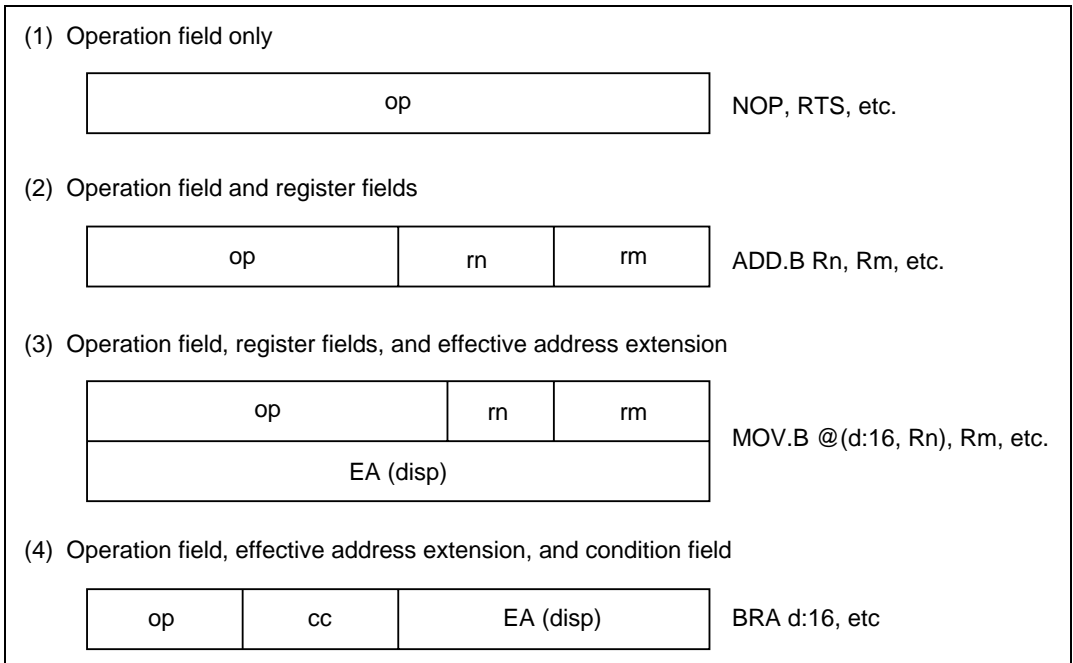 (1) Operation field only
op
NOP, RTS, etc.
(2) Operation field and register fields
op
rn
rm
ADD.B Rn, Rm, etc.
(3) Operation field, register fields, and effective address extension
op
rn
rm
MOV.B @(d:16, Rn), Rm, etc.
EA (disp)
(4) Operation field, effective address extension, and condition field
op
cc
EA (disp)
BRA d:16, etc